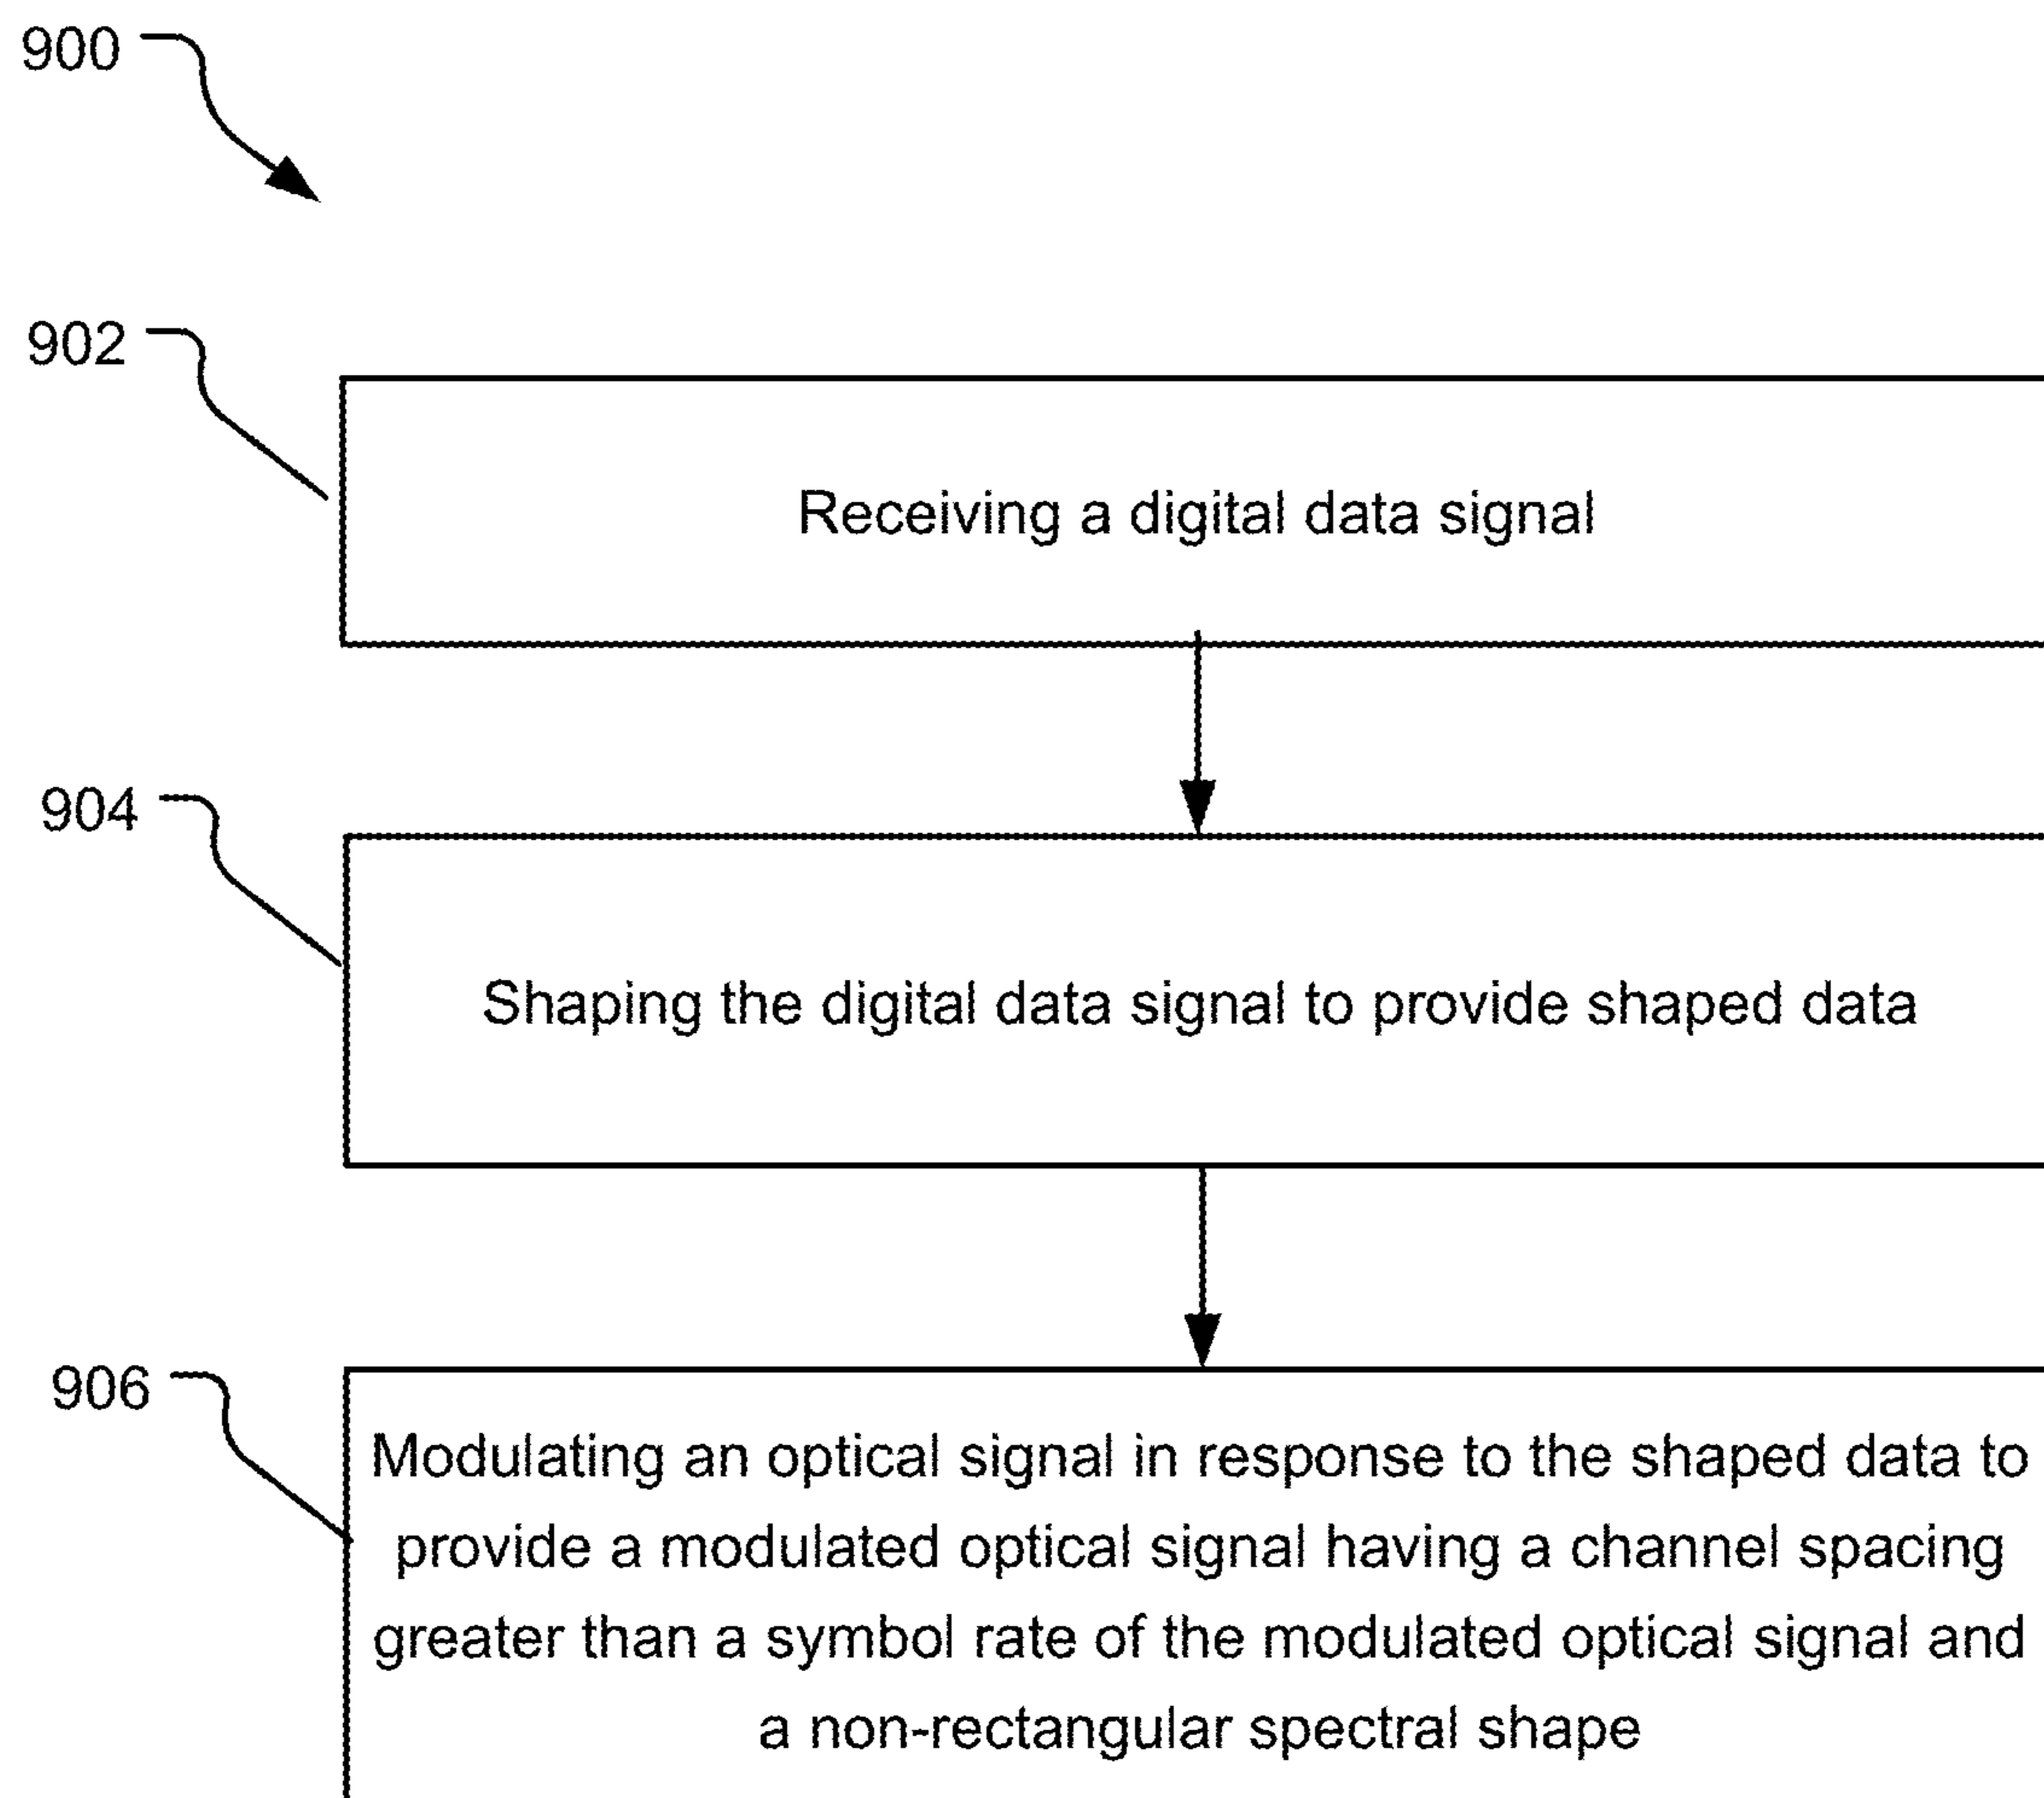 900
902
Receiving a digital data signal
904
Shaping the digital data signal to provide shaped data
906
Modulating an optical signal in response to the shaped data to
provide a modulated optical signal having a channel spacing
greater than a symbol rate of the modulated optical signal and
a non-rectangular spectral shape